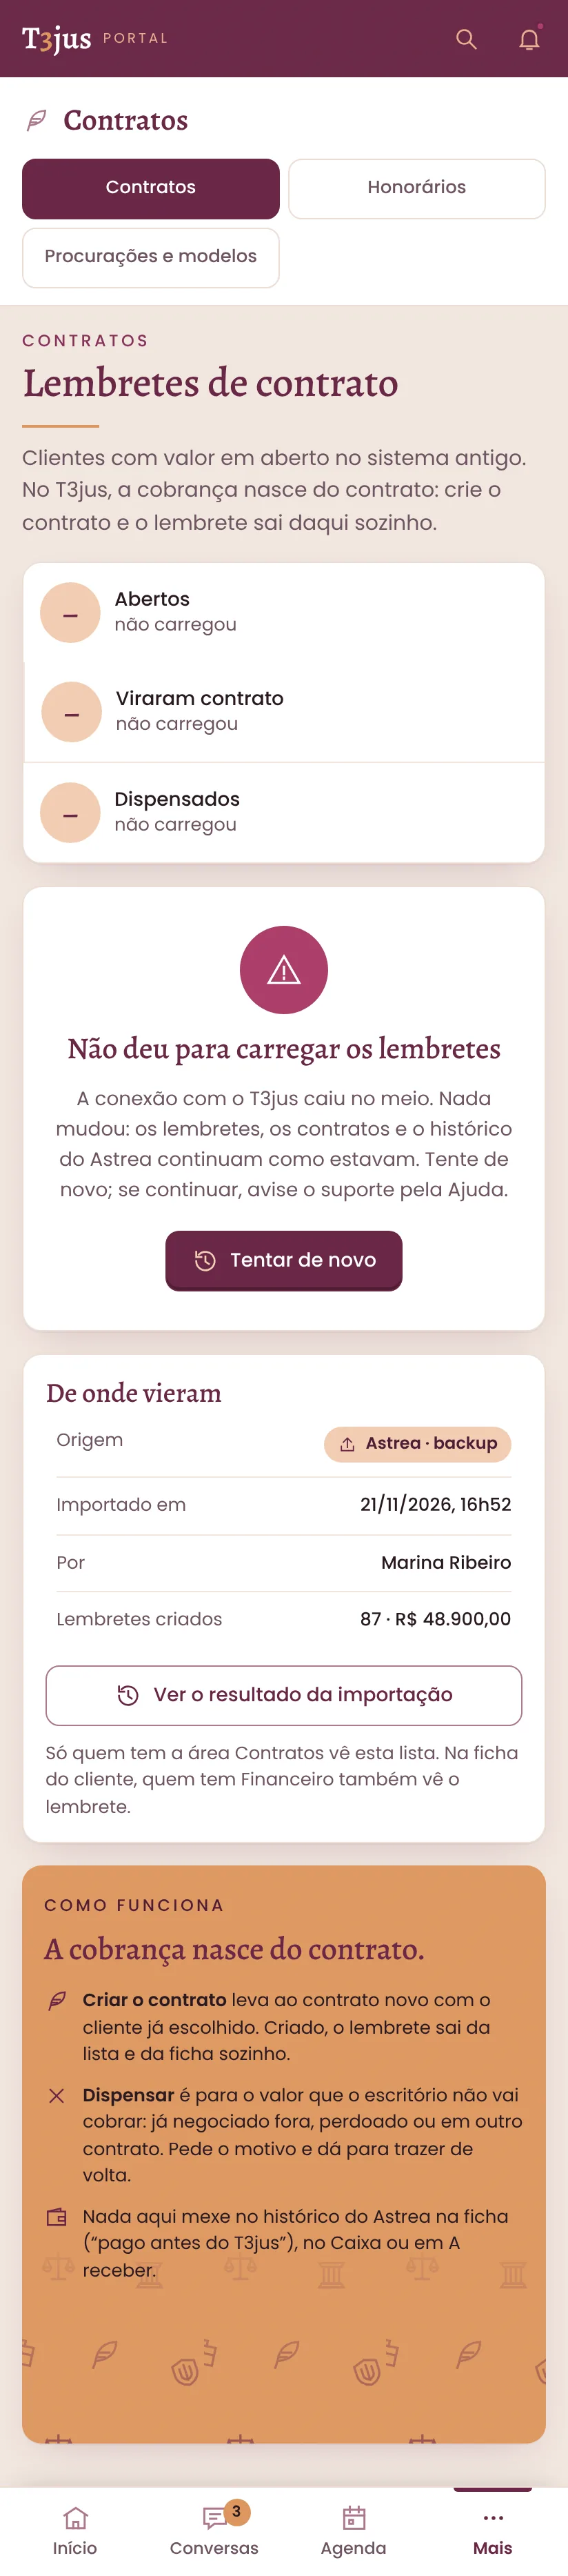 T3jus PORTAL
Contratos
Contratos
Honorários
Procurações e modelos
CONTRATOS
Lembretes de contrato
Clientes com valor em aberto no sistema antigo.
No T3jus, a cobrança nasce do contrato: crie o
contrato e o lembrete sai daqui sozinho.
– Abertos
não carregou
– Viraram contrato
não carregou
– Dispensados
não carregou
Não deu para carregar os lembretes
A conexão com o T3jus caiu no meio. Nada
mudou: os lembretes, os contratos e o histórico
do Astrea continuam como estavam. Tente de
novo; se continuar, avise o suporte pela Ajuda.
Tentar de novo
De onde vieram
Origem Astrea · backup
Importado em 21/11/2026, 16h52
Por Marina Ribeiro
Lembretes criados 87 · R$ 48.900,00
Ver o resultado da importação
Só quem tem a área Contratos vê esta lista. Na ficha
do cliente, quem tem Financeiro também vê o
lembrete.
COMO FUNCIONA
A cobrança nasce do contrato.
Criar o contrato leva ao contrato novo com o
cliente já escolhido. Criado, o lembrete sai da
lista e da ficha sozinho.
Dispensar é para o valor que o escritório não vai
cobrar: já negociado fora, perdoado ou em outro
contrato. Pede o motivo e dá para trazer de
volta.
Nada aqui mexe no histórico do Astrea na ficha
(“pago antes do T3jus”), no Caixa ou em A
receber.
3
Início Conversas Agenda Mais